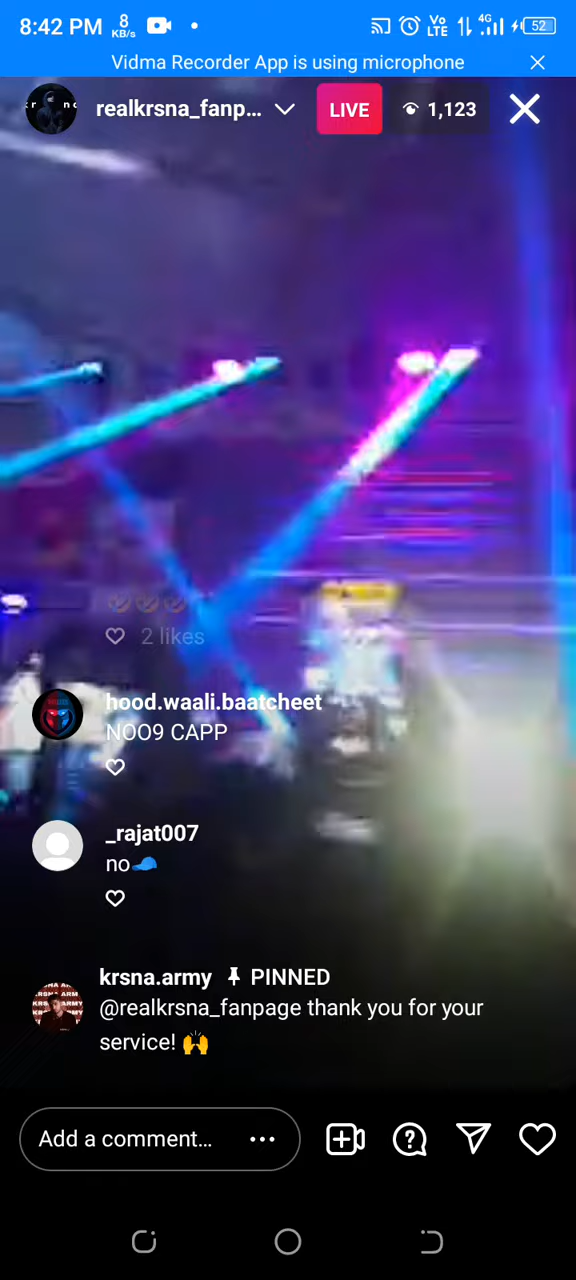 8:42 PM 8 KB/s Vo LTE 4G 52
Vidma Recorder App is using microphone
realkrsna_fanp... LIVE 1,123
2 likes
hood.waali.baatcheet
NOO9 CAPP
_rajat007
no🧢
krsna.army PINNED
@realkrsna_fanpage thank you for your
service! 🙌
Add a comment...